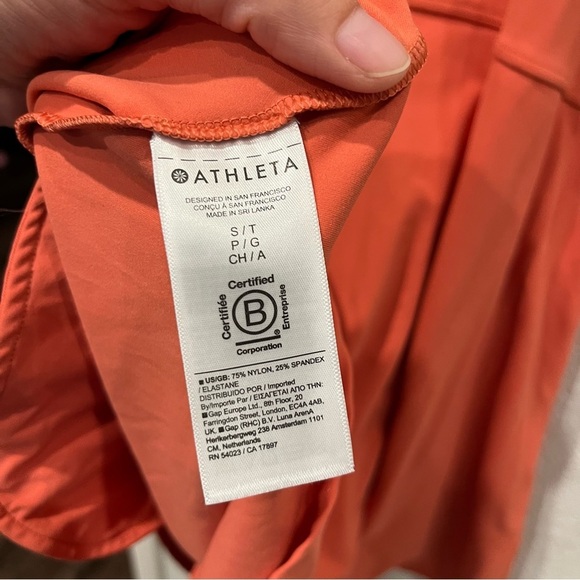 ATHLETA
DESIGNED IN SAN FRANCISCO
CONÇU À SAN FRANCISCO
MADE IN SRI LANKA
S / T
P / G
CH / A
Certified
Certifiée
B
Entreprise
®
Corporation
■ US/GB: 75% NYLON, 25% SPANDEX
/ ELASTANE
DISTRIBUIDO POR / Imported
By/Importe Par / ΕΙΣΑΓΕΤΑΙ ΑΠΌ ΤΗΝ:
■ Gap Europe Ltd., 8th Floor, 20
Farringdon Street, London, EC4A 4AB,
UK. ■ Gap (RHC) B.V. Luna ArenA
Herikerbergweg 238 Amsterdam 1101
CM, Netherlands
RN 54023 / CA 17897